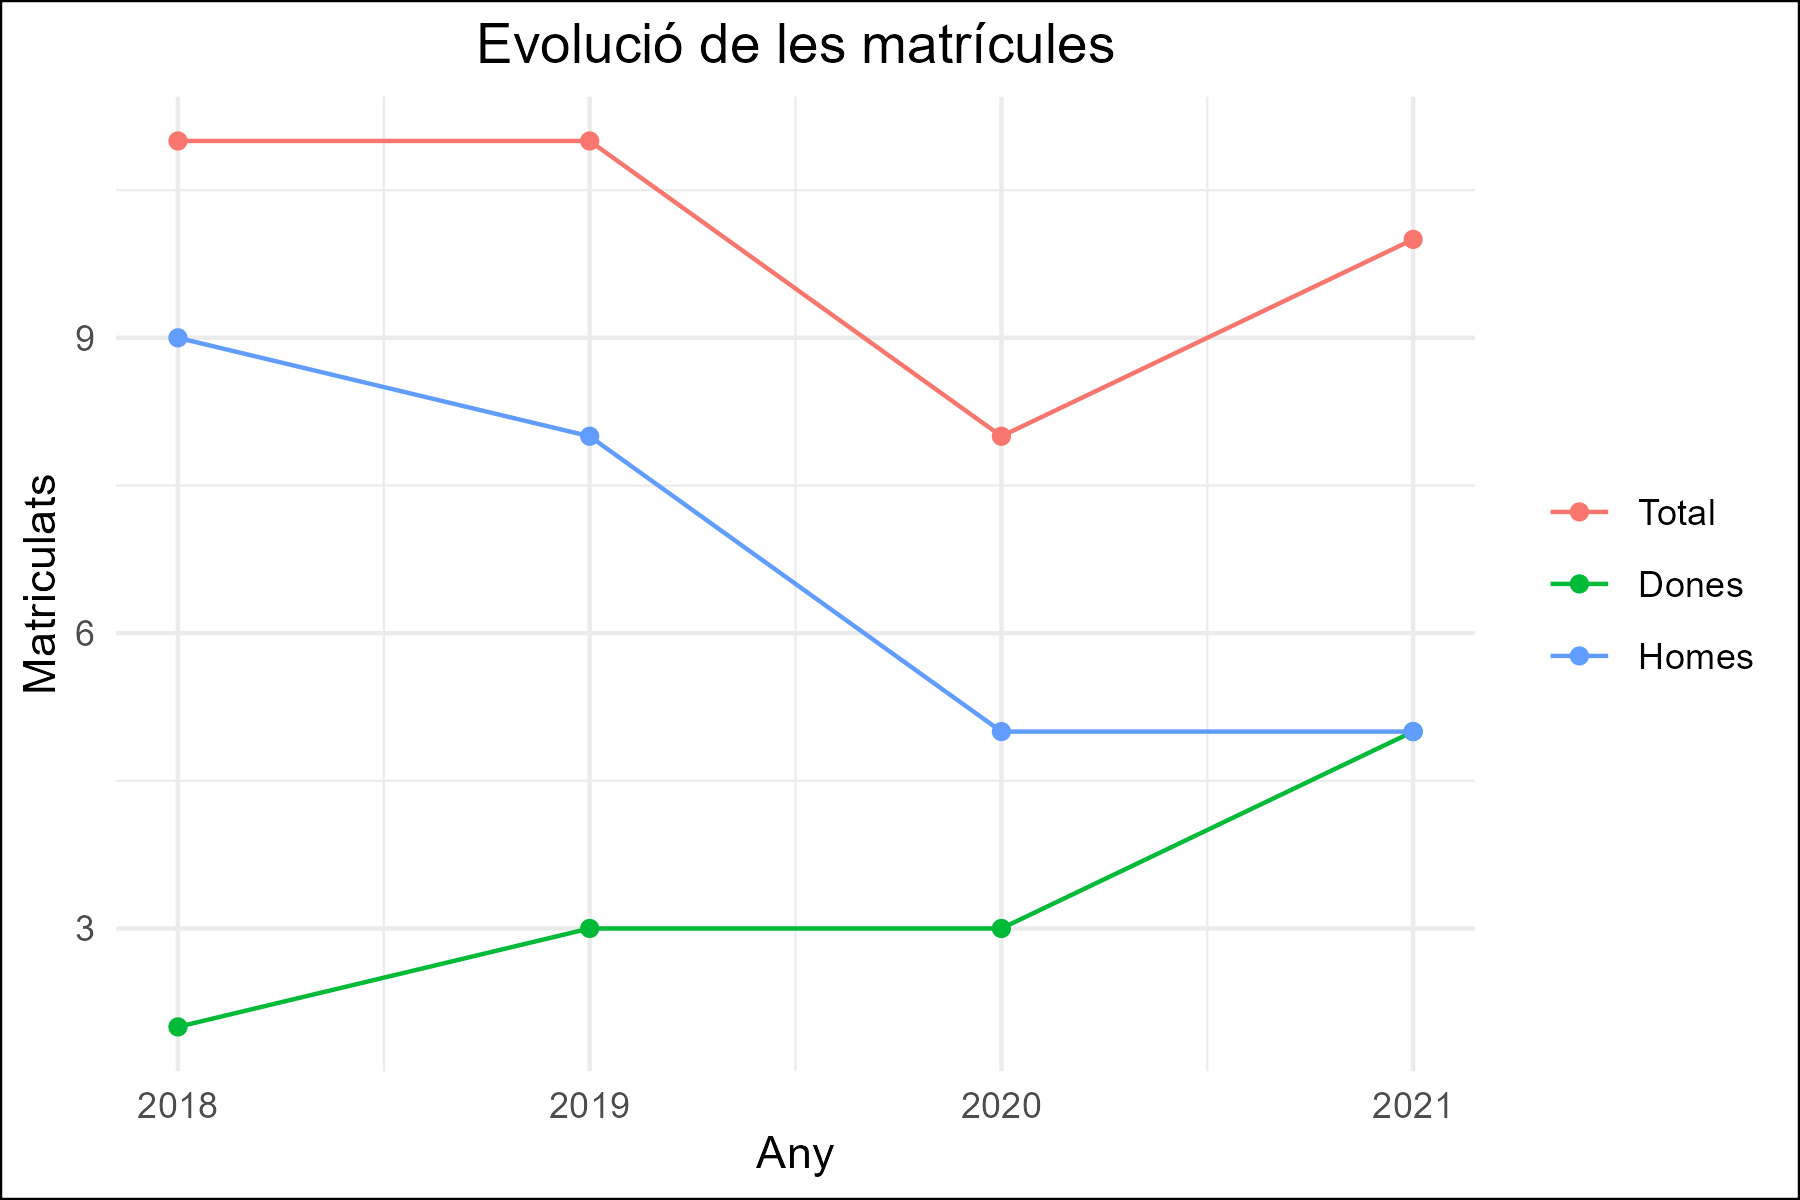 Evolució de les matrícules
Matriculats
9
6
3
2018 2019 2020 2021
Any
Total
Dones
Homes